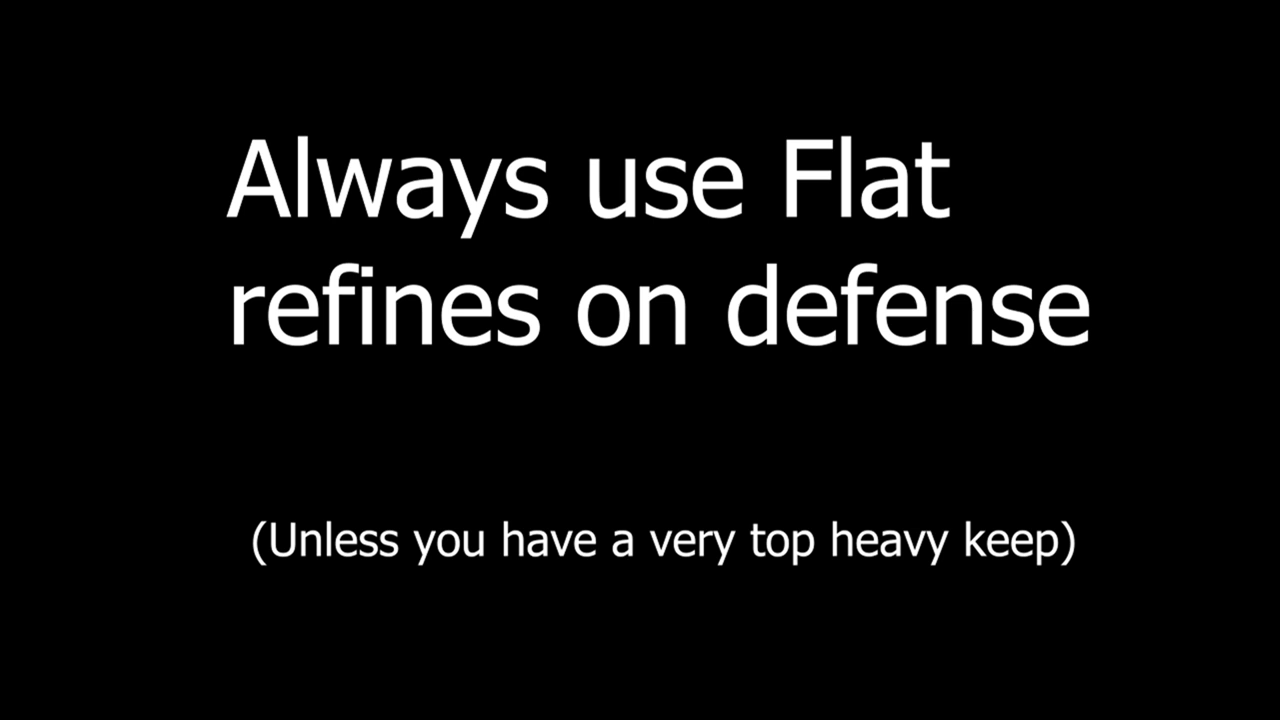 Always use Flat
refines on defense
(Unless you have a very top heavy keep)